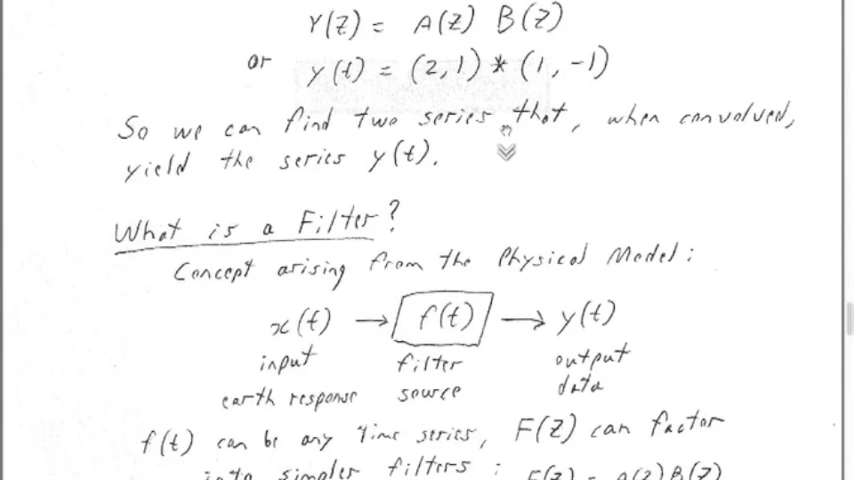 Y(Z) = A(Z) B(Z)
or y(t) = (2,1) * (1, -1)
So we can find two series that, when convolved,
yield the series y(t).
What is a Filter?
Concept arising from the Physical Model:
x(t) → f(t) → y(t)
input filter output
earth response source data
f(t) can be any time series, F(Z) can factor
into simpler filters : F(Z) = A(Z) B(Z)